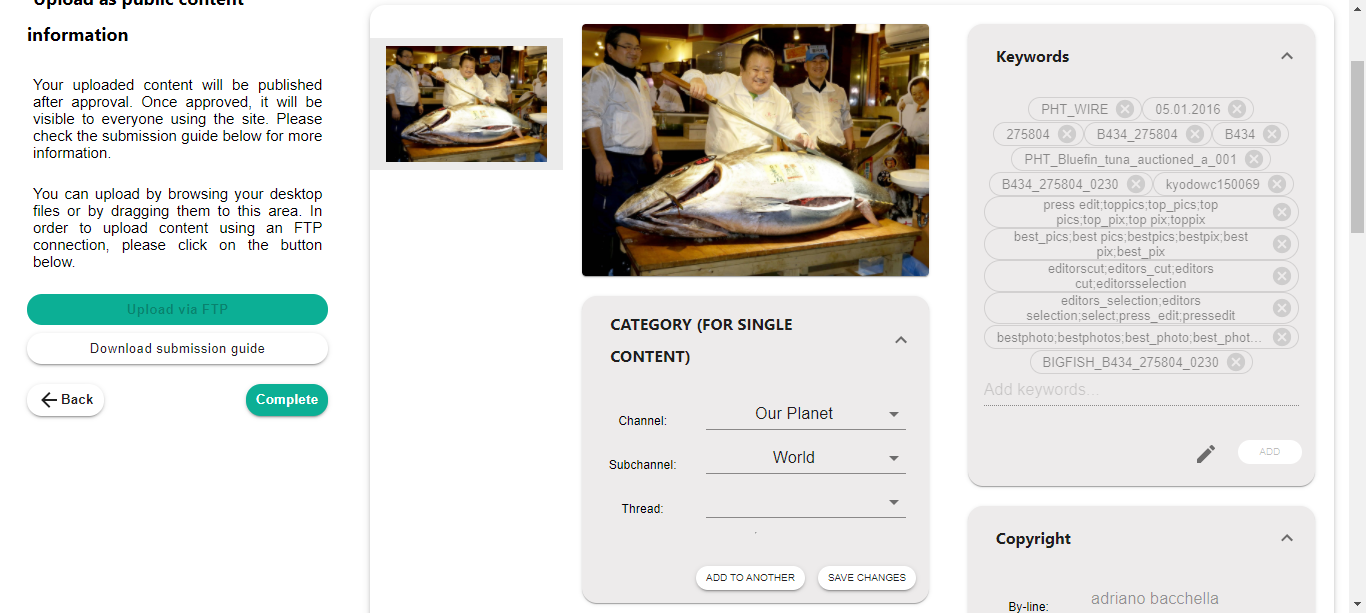 Upload as public content
information
Your uploaded content will be published
after approval. Once approved, it will be
visible to everyone using the site. Please
check the submission guide below for more
information.
You can upload by browsing your desktop
files or by dragging them to this area. In
order to upload content using an FTP
connection, please click on the button
below.
Upload via FTP
Download submission guide
Back
Complete
CATEGORY (FOR SINGLE
CONTENT)
Channel:
Our Planet
Subchannel:
World
Thread:
ADD TO ANOTHER
SAVE CHANGES
Keywords
PHT_WIRE
05.01.2016
275804
B434_275804
B434
PHT_Bluefin_tuna_auctioned_a_001
B434_275804_0230
kyodowc150069
press edit;toppics;top_pics;top
pics;top_pix;top pix;toppix
best_pics;best pics;bestpics;bestpix;best
pix;best_pix
editorscut;editors_cut;editors
cut;editorsselection
editors_selection;editors
selection;select;press_edit;pressedit
bestphoto;bestphotos;best_photo;best_phot...
BIGFISH_B434_275804_0230
Add keywords...
ADD
Copyright
By-line:
adriano bacchella